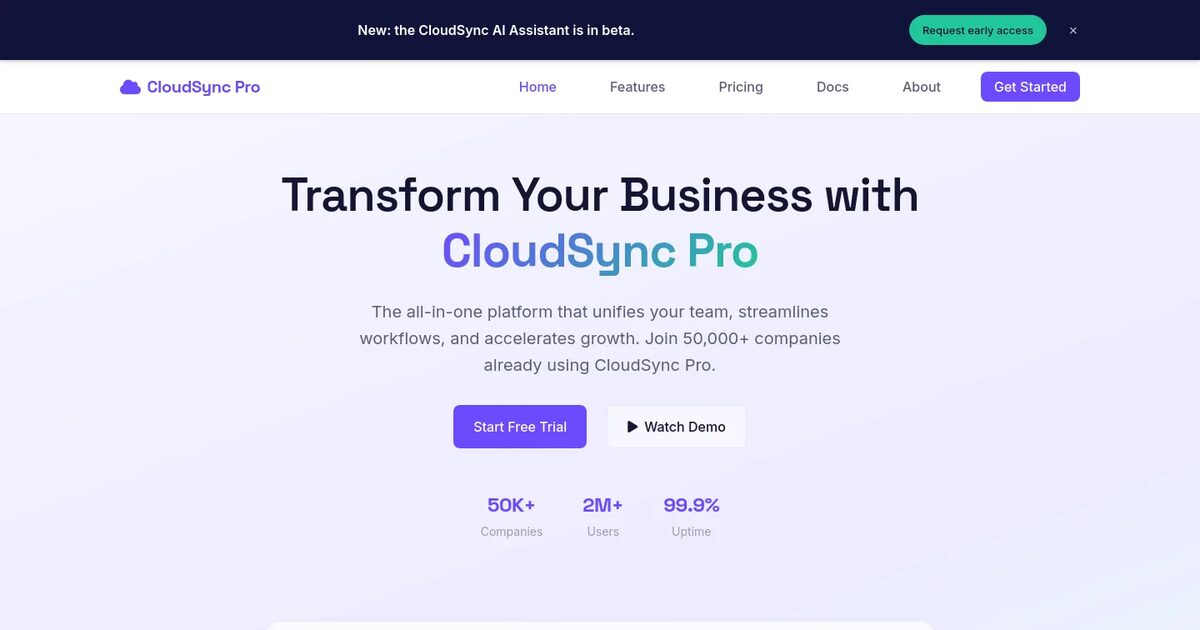 New: the CloudSync AI Assistant is in beta.
Request early access
×
CloudSync Pro
Home
Features
Pricing
Docs
About
Get Started
Transform Your Business with
CloudSync Pro
The all-in-one platform that unifies your team, streamlines
workflows, and accelerates growth. Join 50,000+ companies
already using CloudSync Pro.
Start Free Trial
Watch Demo
50K+
Companies
2M+
Users
99.9%
Uptime